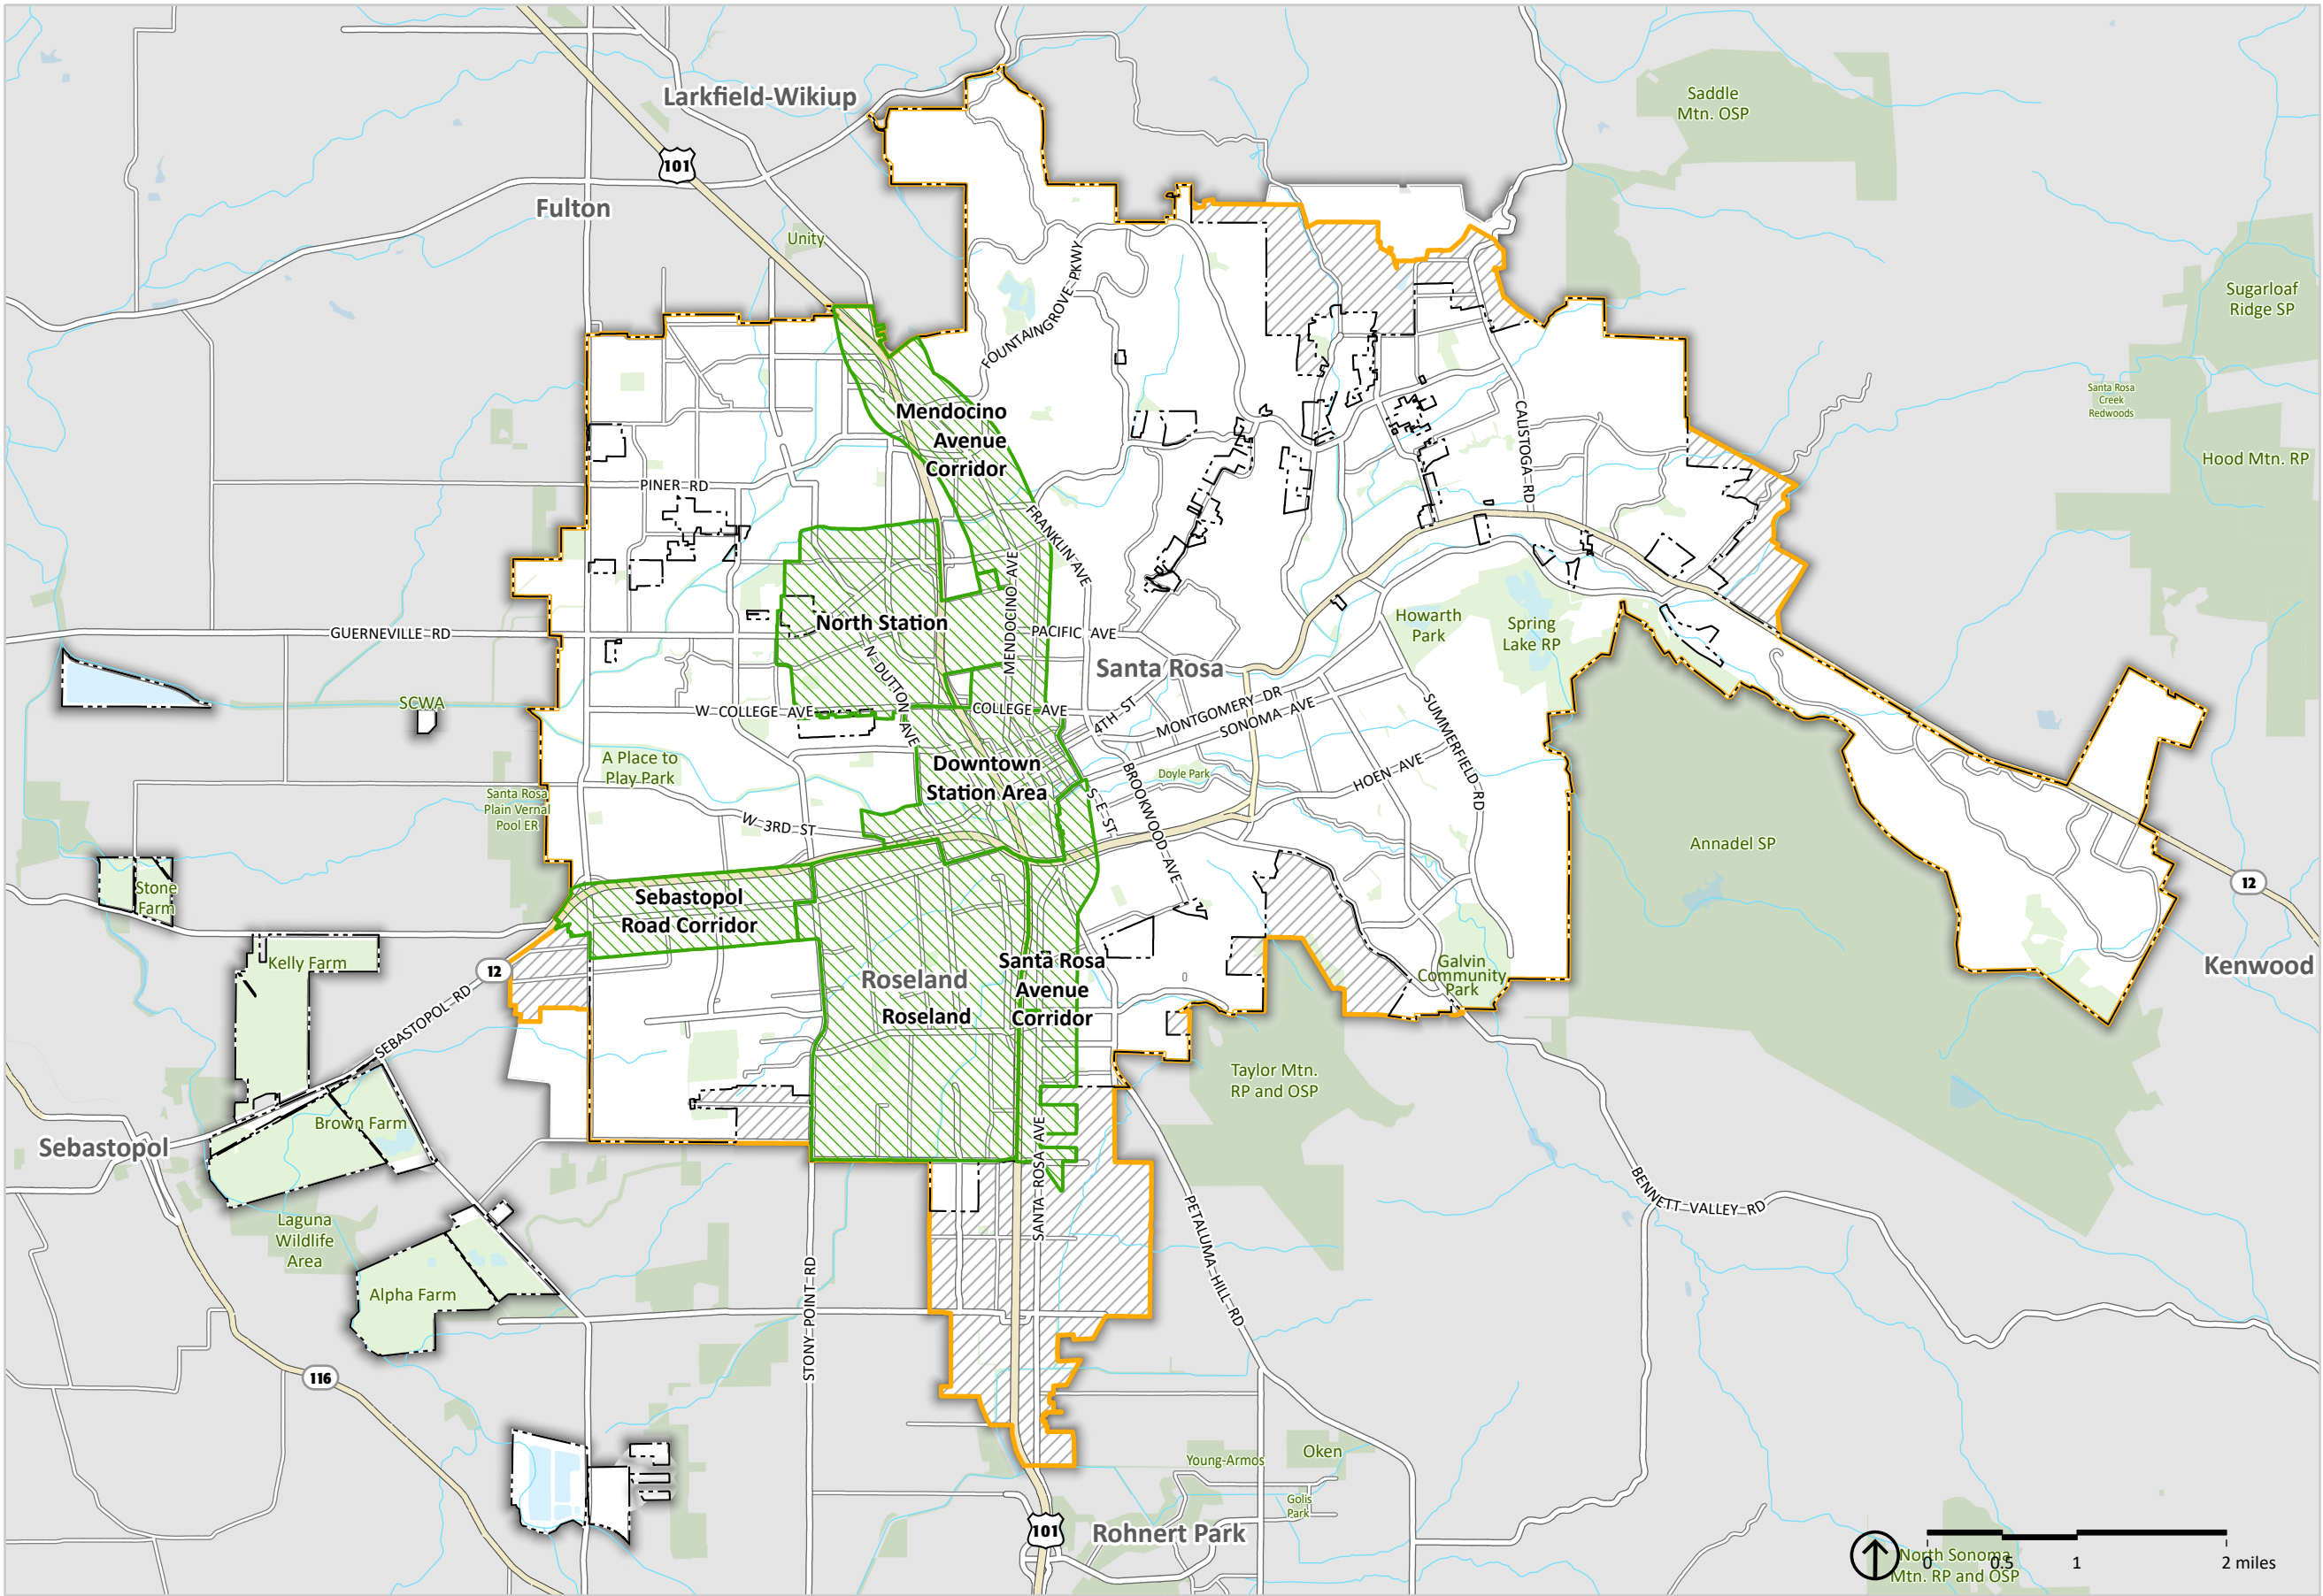 Larkfield-Wikiup
Saddle
Mtn. OSP
101
Fulton
Unity
FOUNTAINGROVE PKWY
Sugarloaf
Ridge SP
Santa Rosa
Creek
Redwoods
Mendocino
Avenue
Corridor
CALISTOGA RD
Hood Mtn. RP
PINER RD
FRANKLIN AVE
MENDOCINO AVE
North Station
Howarth
Park
Spring
Lake RP
GUERNEVILLE RD
PACIFIC AVE
N DUTTON AVE
Santa Rosa
SCWA
W COLLEGE AVE
COLLEGE AVE
4TH ST
MONTGOMERY DR
SONOMA AVE
SUMMERFIELD RD
A Place to
Play Park
Downtown
Station Area
Doyle Park
HOEN AVE
BROOKWOOD AVE
S E ST
Santa Rosa
Plain Vernal
Pool ER
W 3RD ST
Annadel SP
Stone
Farm
12
Sebastopol
Road Corridor
Kelly Farm
12
SEBASTOPOL RD
Roseland
Roseland
Santa Rosa
Avenue
Corridor
Galvin
Community
Park
Kenwood
Taylor Mtn.
RP and OSP
Brown Farm
Sebastopol
SANTA ROSA AVE
Laguna
Wildlife
Area
PETALUMA HILL RD
BENNETT VALLEY RD
Alpha Farm
STONY POINT RD
116
Young-Armos
Oken
Golis
Park
101
Rohnert Park
North Sonoma
Mtn. RP and OSP
0 0.5 1 2 miles